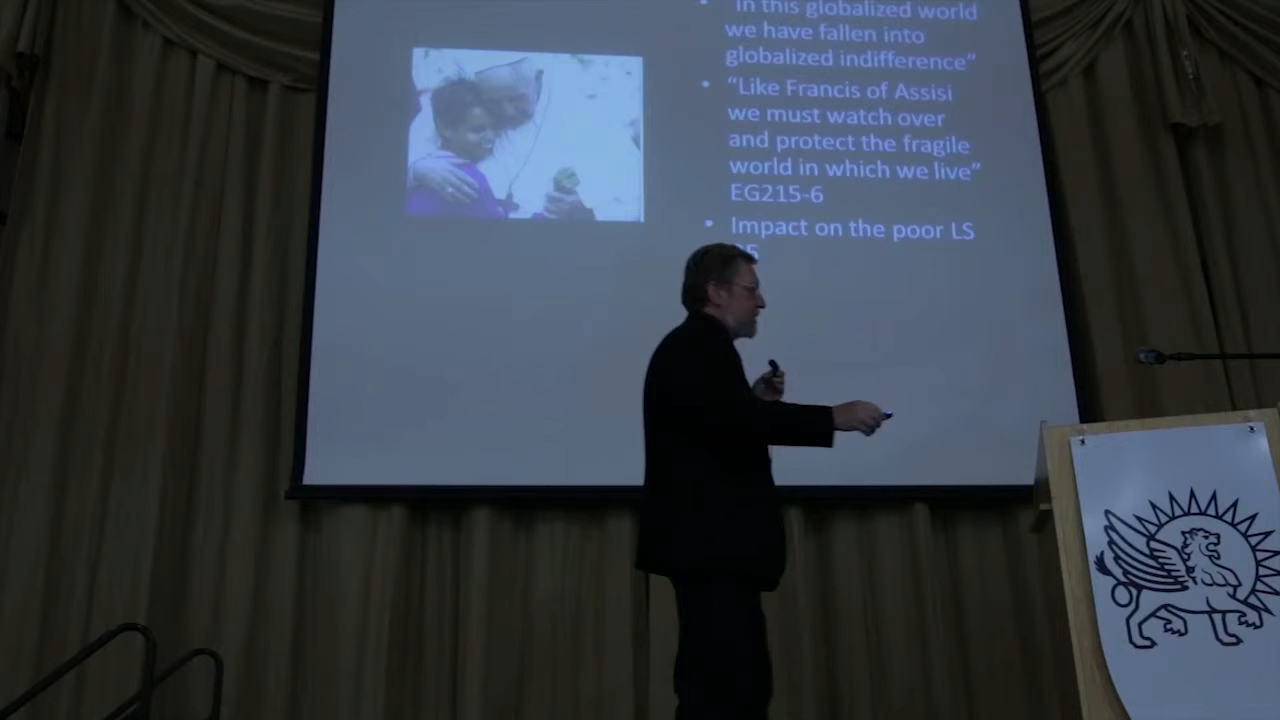 • "In this globalized world
we have fallen into
globalized indifference"
• "Like Francis of Assisi
we must watch over
and protect the fragile
world in which we live"
EG215-6
• Impact on the poor LS